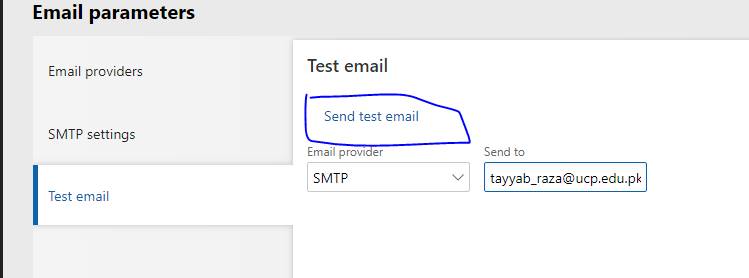 Email parameters
Email providers
SMTP settings
Test email
Test email
Send test email
Email provider
Send to
SMTP
tayyab_raza@ucp.edu.pk